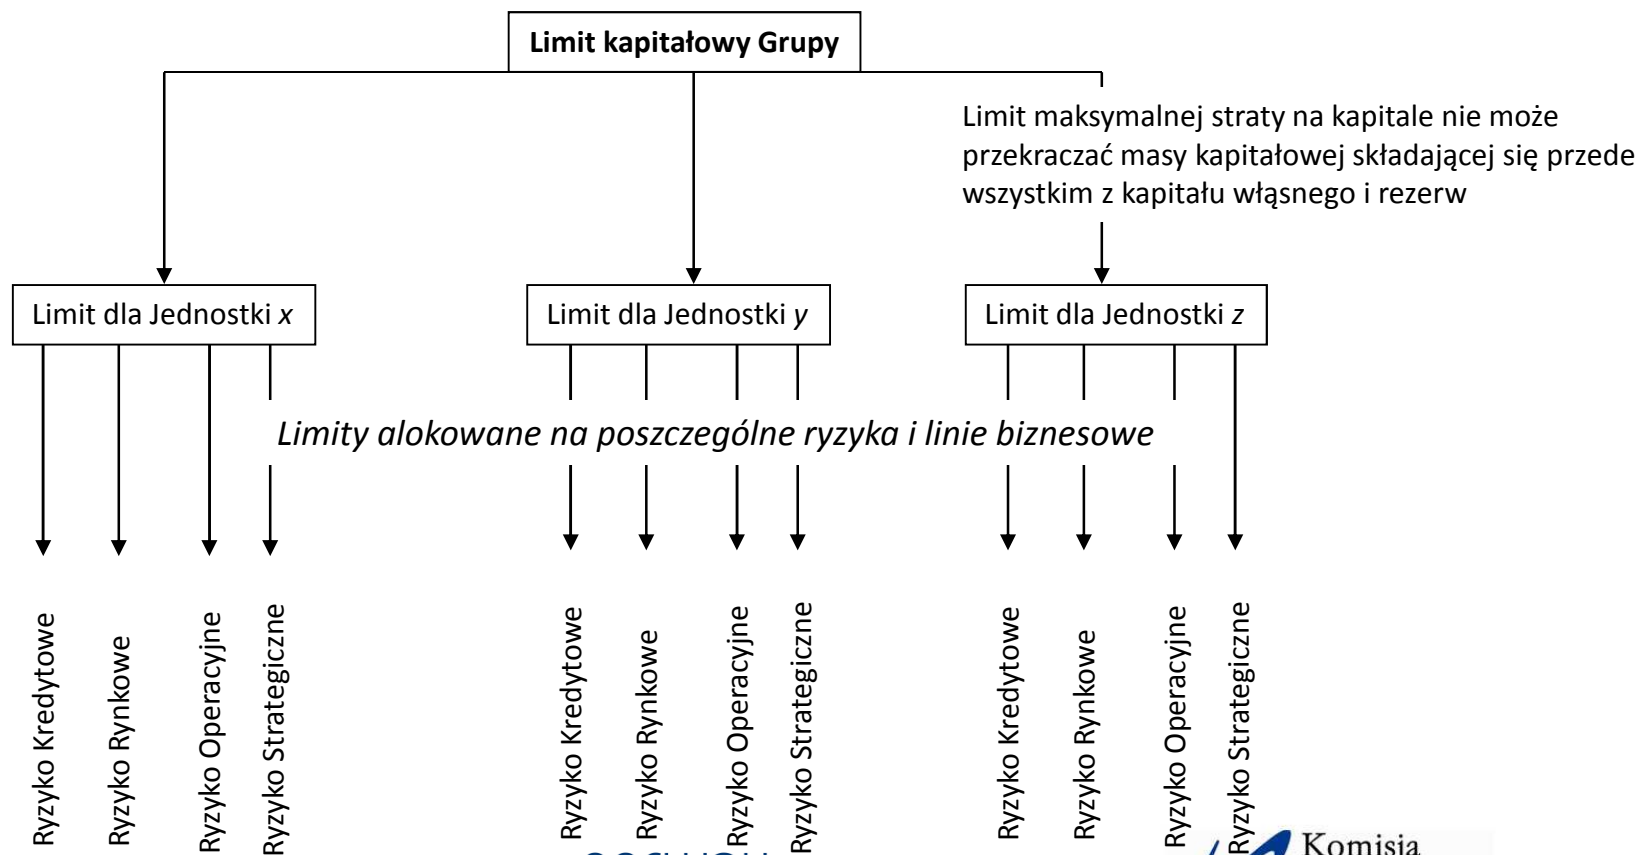 Limit kapitałowy Grupy
Limit maksymalnej straty na kapitale nie może
przekraczać masy kapitałowej składającej się przede
wszystkim z kapitału włąsnego i rezerw
Limit dla Jednostki x
Limit dla Jednostki y
Limit dla Jednostki z
Limity alokowane na poszczególne ryzyka i linie biznesowe
Ryzyko Kredytowe
Ryzyko Rynkowe
Ryzyko Operacyjne
Ryzyko Strategiczne
Ryzyko Kredytowe
Ryzyko Rynkowe
Ryzyko Operacyjne
Ryzyko Strategiczne
Ryzyko Kredytowe
Ryzyko Rynkowe
Ryzyko Operacyjne
Ryzyko Strategiczne
Komisja